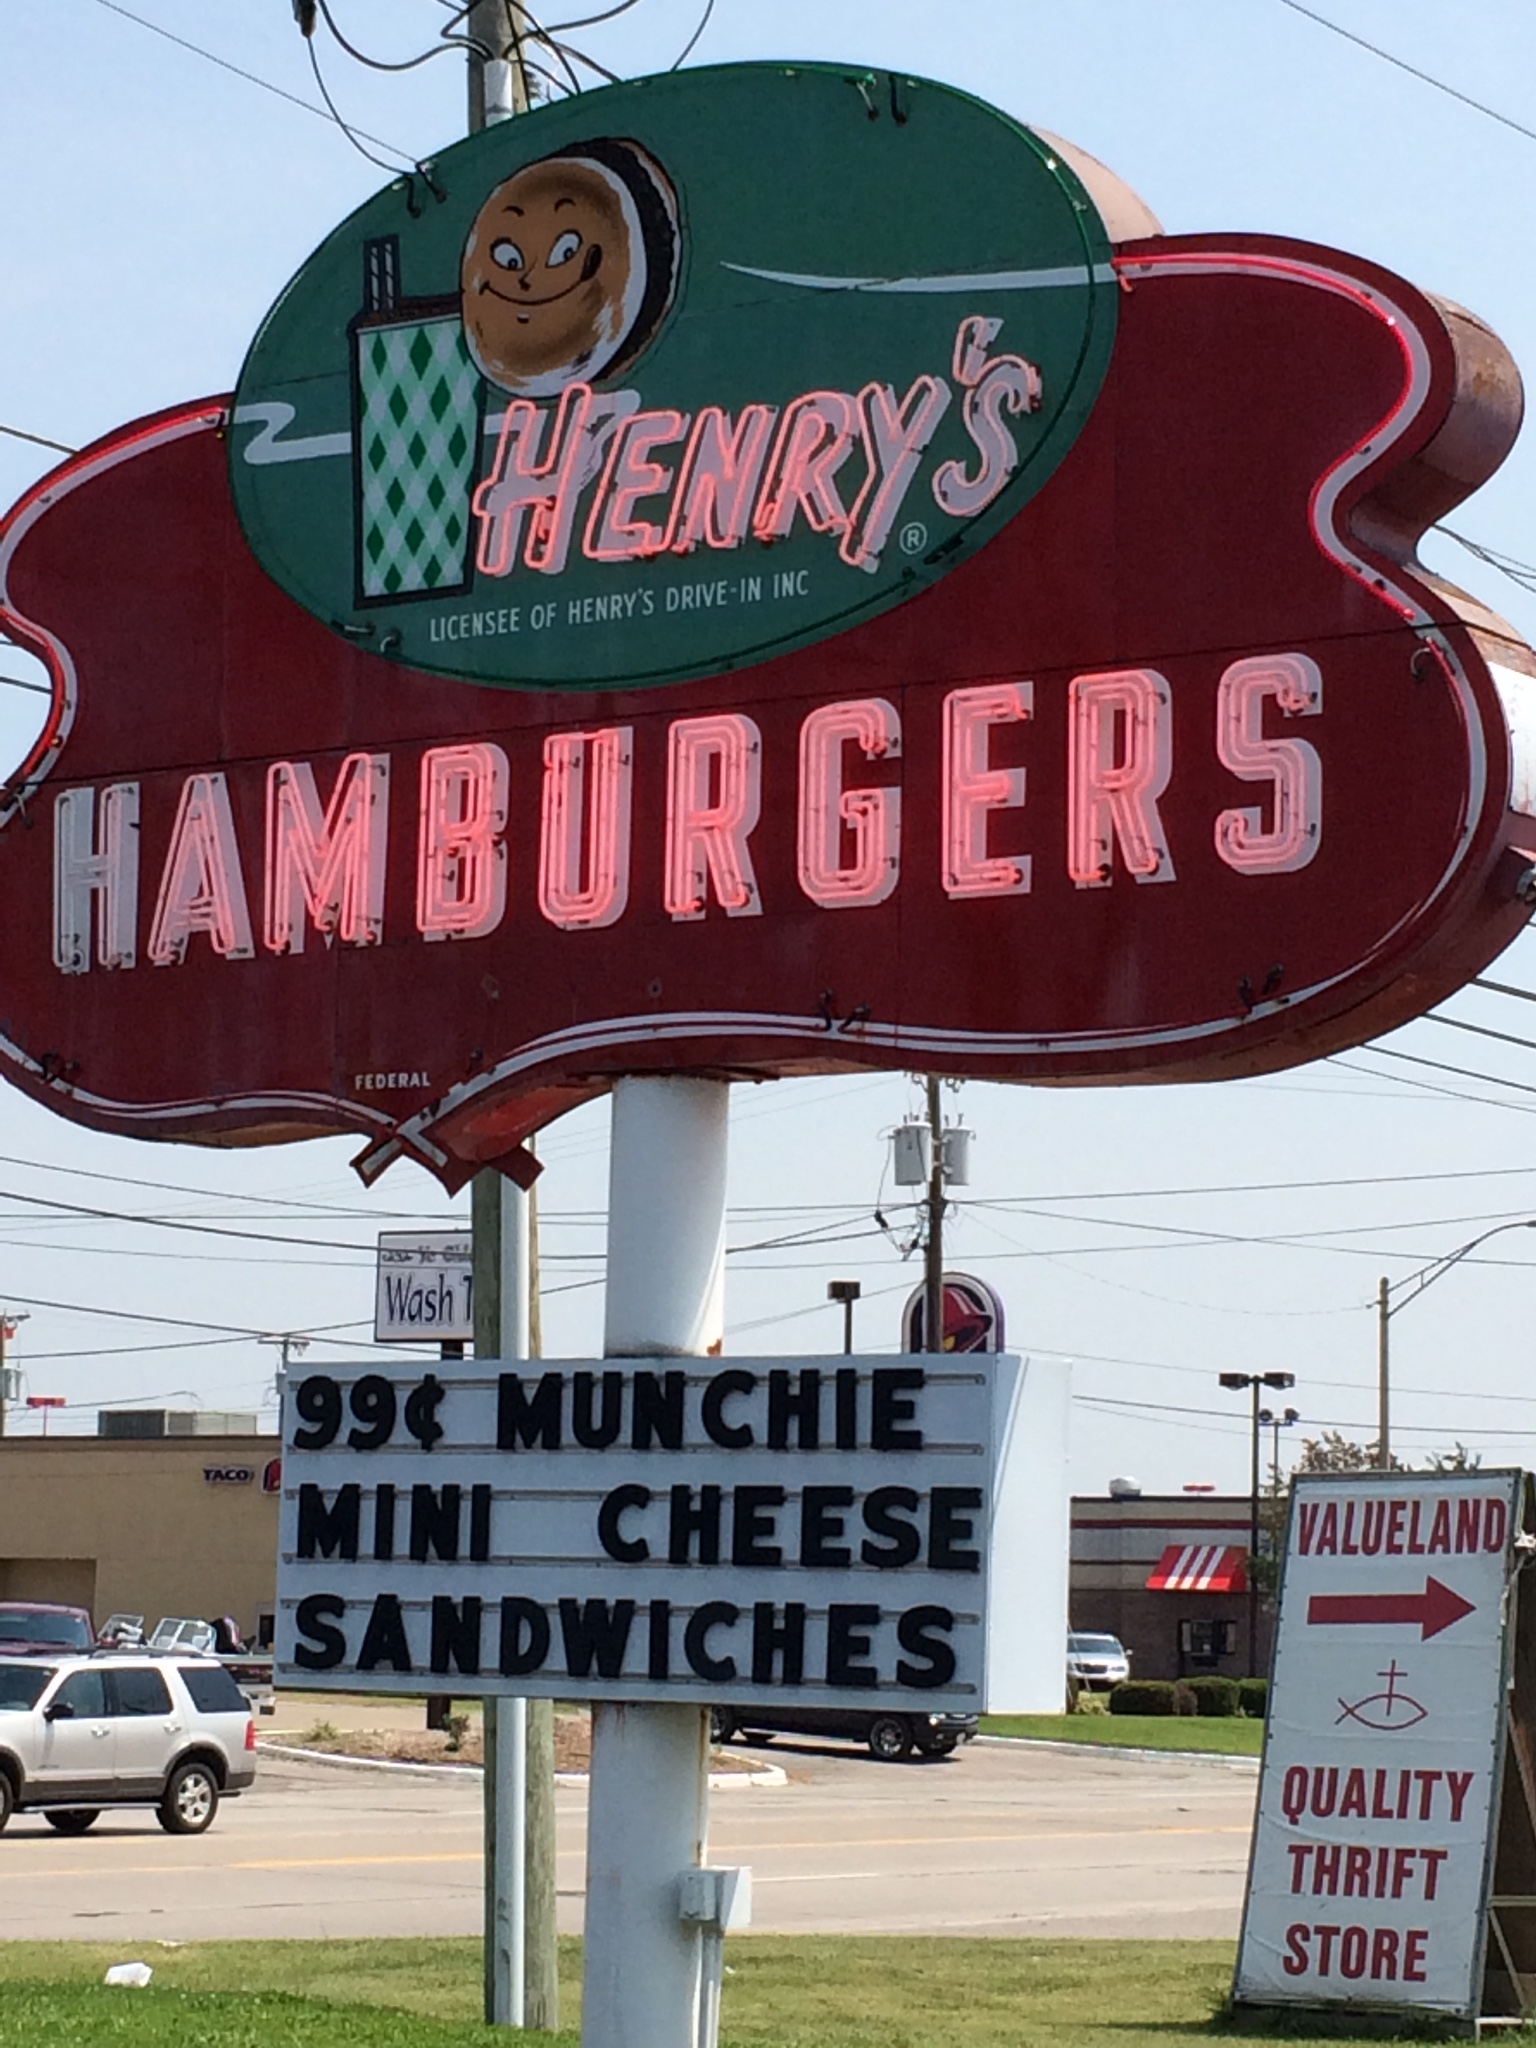 HENRY'S
®
LICENSEE OF HENRY'S DRIVE-IN INC
HAMBURGERS
FEDERAL
Wash
99¢ MUNCHIE
MINI CHEESE
SANDWICHES
TACO
VALUELAND
QUALITY
THRIFT
STORE